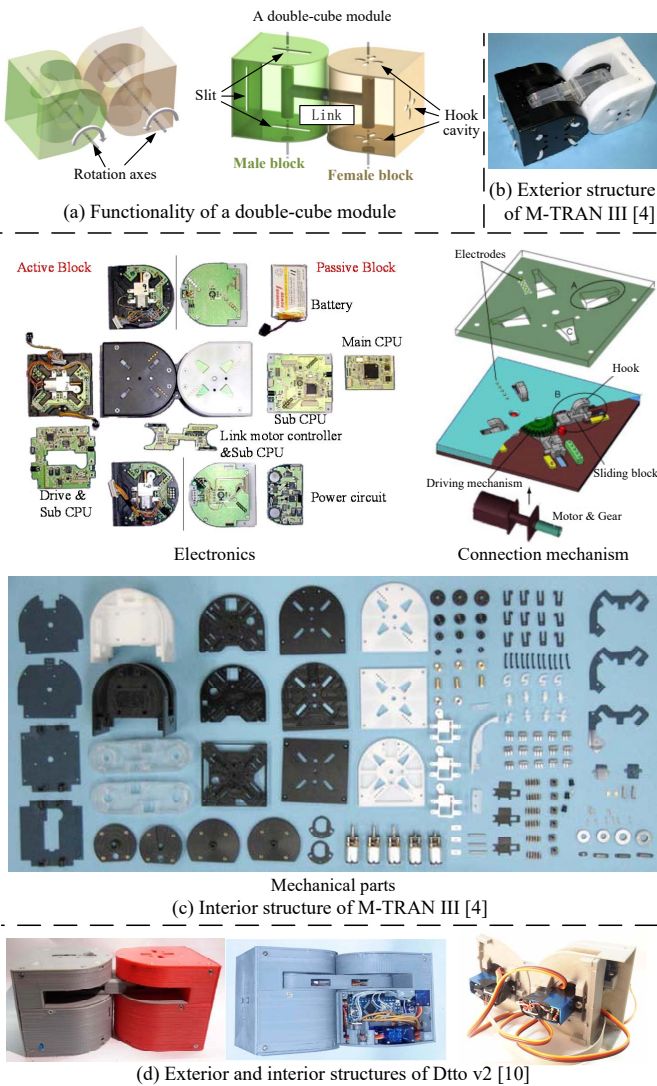 A double-cube module
Slit
Link
Hook
cavity
Male block
Female block
Rotation axes
(a) Functionality of a double-cube module
(b) Exterior structure
of M-TRAN III [4]
Active Block
Passive Block
Battery
Main CPU
Sub CPU
Link motor controller
&Sub CPU
Drive &
Sub CPU
Power circuit
Electronics
Electrodes
A
C
B
Hook
Sliding block
Driving mechanism
Motor & Gear
Connection mechanism
Mechanical parts
(c) Interior structure of M-TRAN III [4]
(d) Exterior and interior structures of Dtto v2 [10]